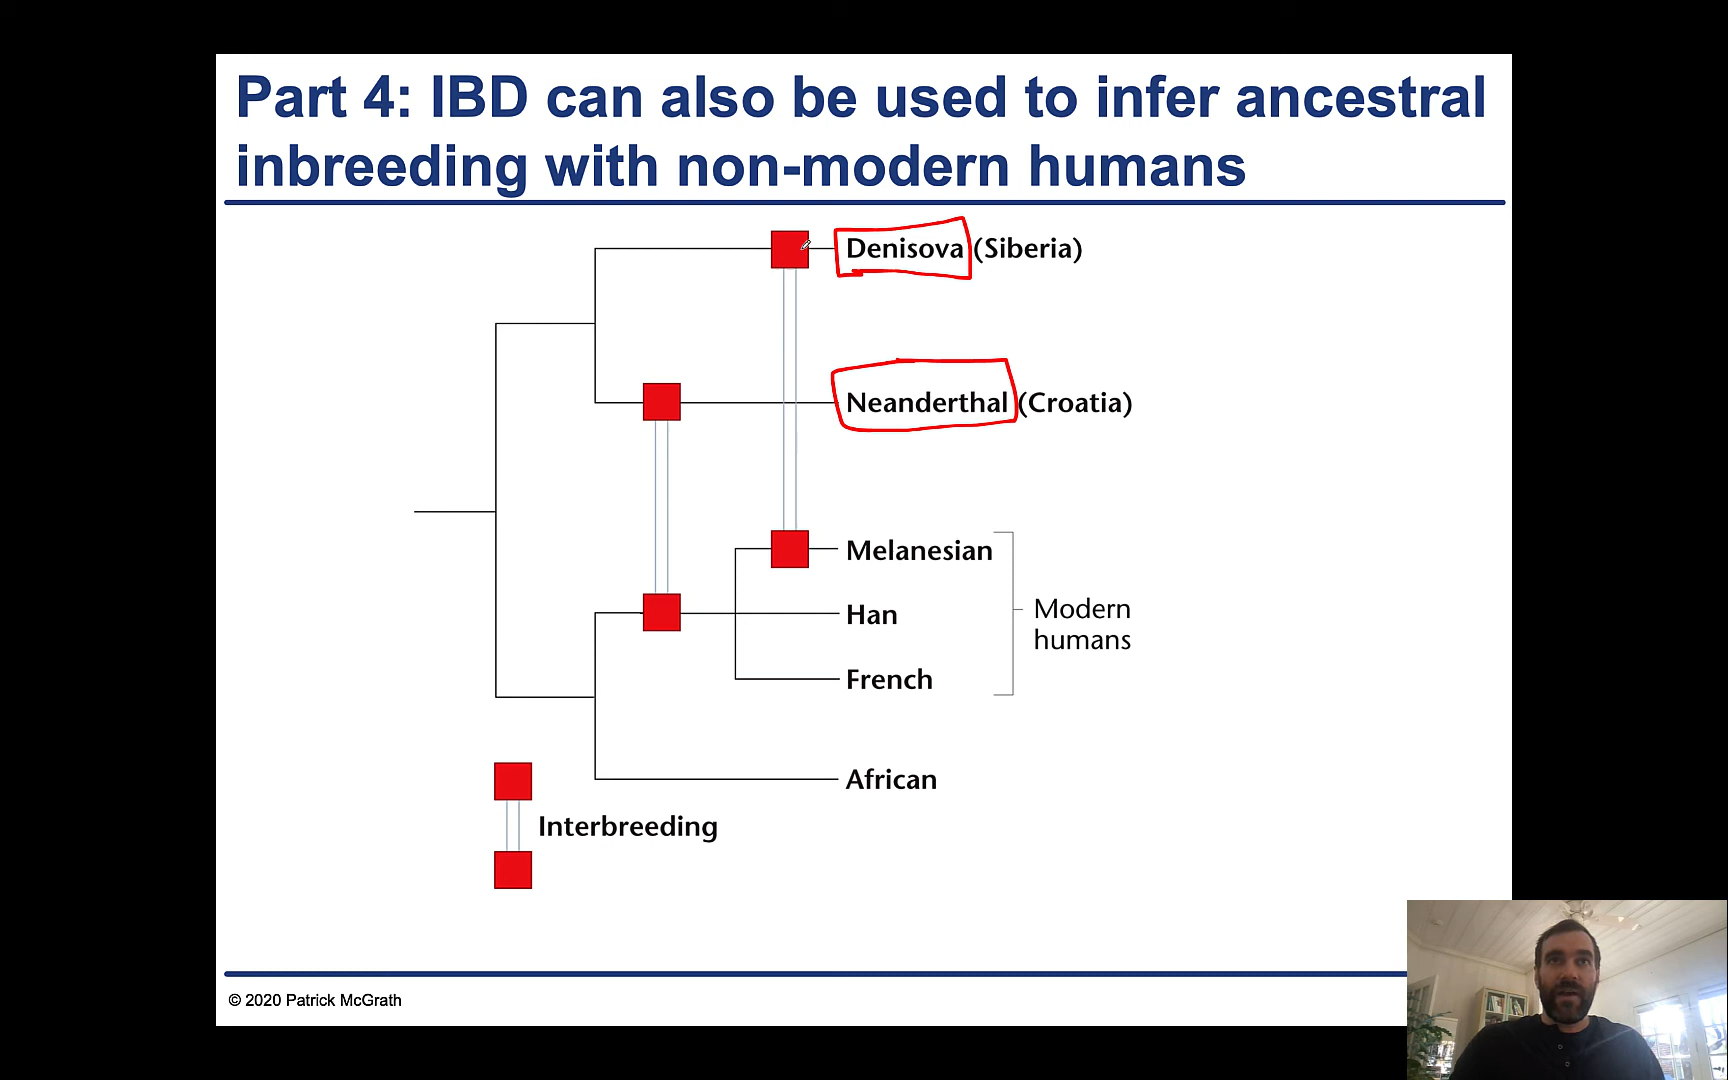 Part 4: IBD can also be used to infer ancestral
inbreeding with non-modern humans
Denisova (Siberia)
Neanderthal (Croatia)
Melanesian
Han
French
Modern
humans
African
Interbreeding
© 2020 Patrick McGrath